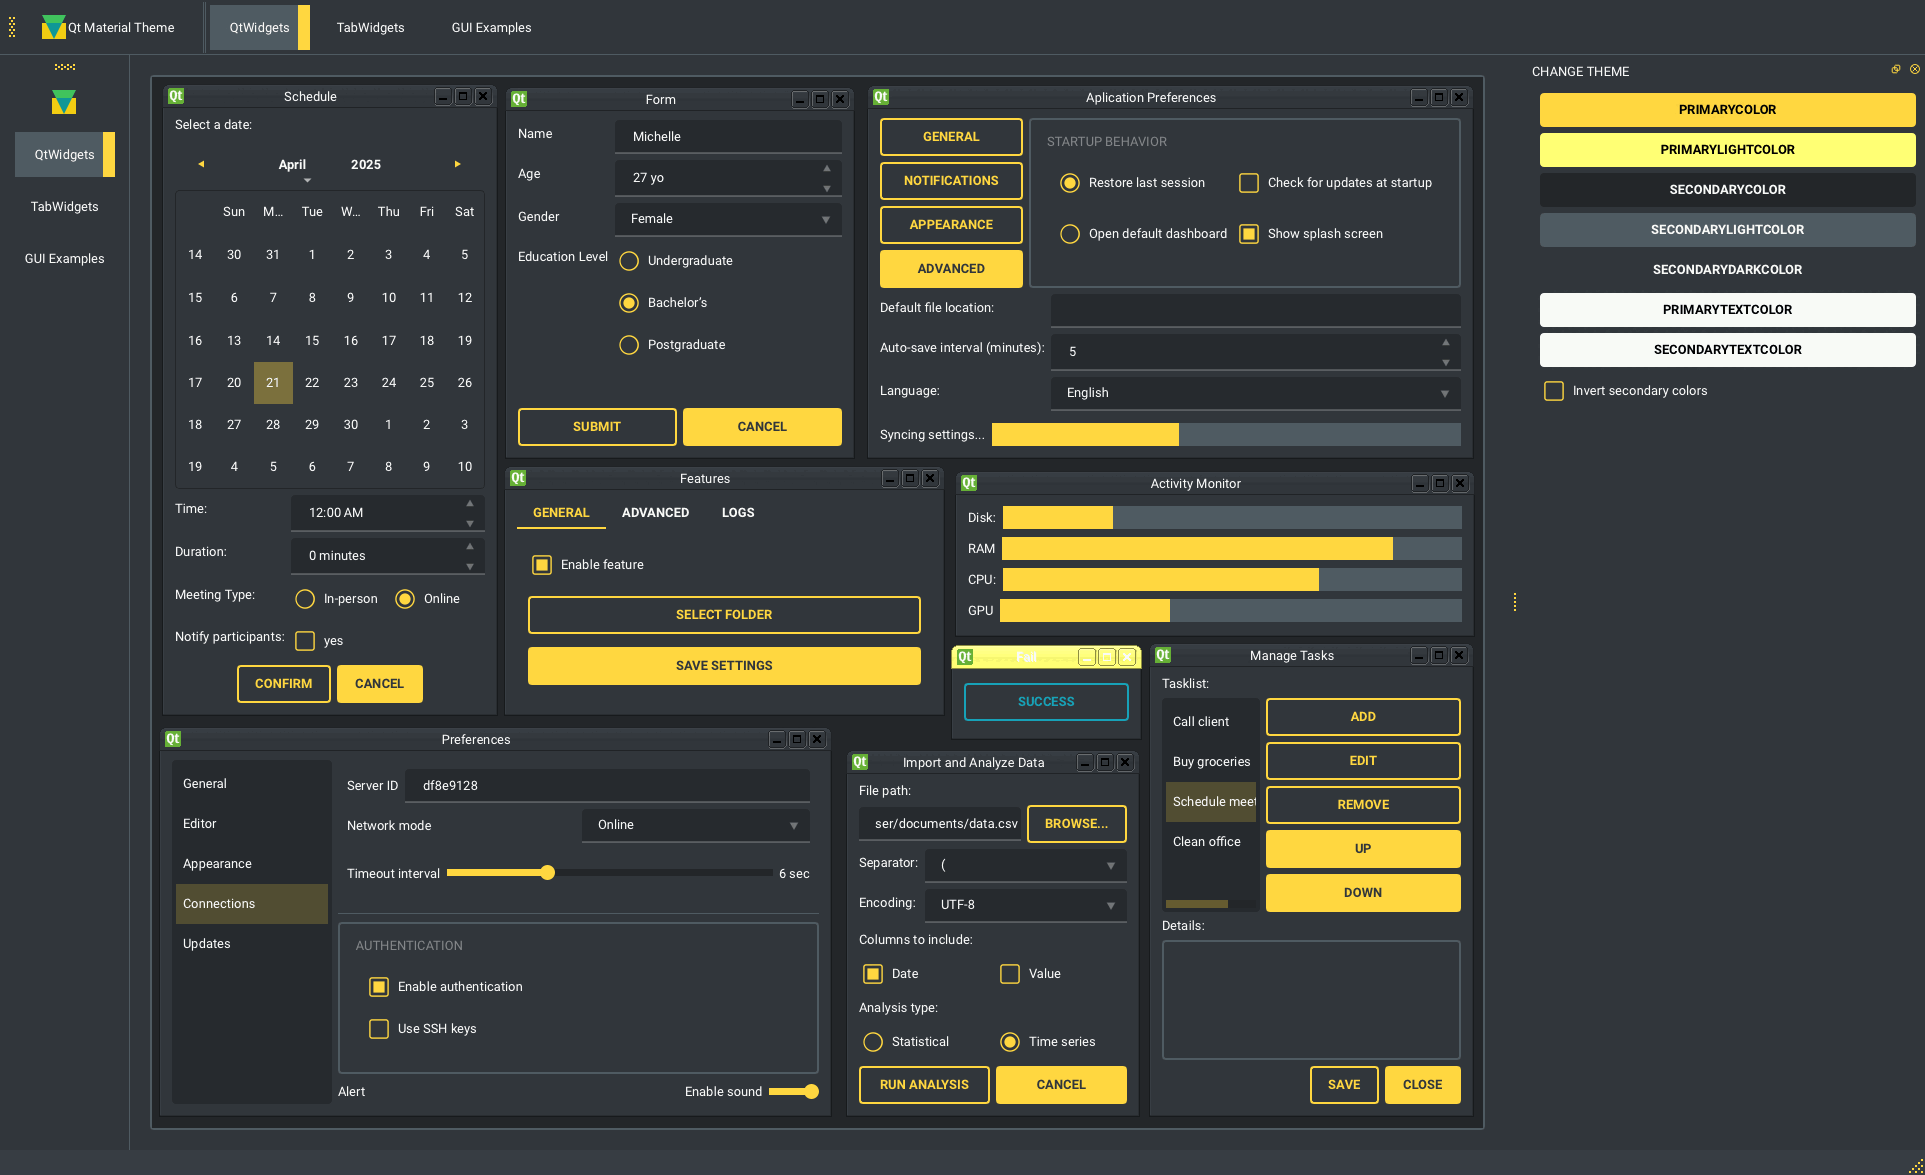 Qt Material Theme
QtWidgets
TabWidgets
GUI Examples
QtWidgets
TabWidgets
GUI Examples
Qt Schedule
Select a date:
April 2025
Sun M... Tue W... Thu Fri Sat
14 30 31 1 2 3 4 5
15 6 7 8 9 10 11 12
16 13 14 15 16 17 18 19
17 20 21 22 23 24 25 26
18 27 28 29 30 1 2 3
19 4 5 6 7 8 9 10
Time: 12:00 AM
Duration: 0 minutes
Meeting Type: In-person Online
Notify participants: yes
CONFIRM CANCEL
Qt Form
Name Michelle
Age 27 yo
Gender Female
Education Level Undergraduate
Bachelor's
Postgraduate
SUBMIT CANCEL
Qt Aplication Preferences
GENERAL
NOTIFICATIONS
APPEARANCE
ADVANCED
STARTUP BEHAVIOR
Restore last session Check for updates at startup
Open default dashboard Show splash screen
Default file location:
Auto-save interval (minutes): 5
Language: English
Syncing settings...
Qt Features
GENERAL ADVANCED LOGS
Enable feature
SELECT FOLDER
SAVE SETTINGS
Qt Activity Monitor
Disk:
RAM
CPU:
GPU
Qt
SUCCESS
Qt Manage Tasks
Tasklist:
Call client
Buy groceries
Schedule meet
Clean office
ADD
EDIT
REMOVE
UP
DOWN
Details:
SAVE CLOSE
Qt Preferences
General
Editor
Appearance
Connections
Updates
Server ID df8e9128
Network mode Online
Timeout interval 6 sec
AUTHENTICATION
Enable authentication
Use SSH keys
Alert Enable sound
Qt Import and Analyze Data
File path:
ser/documents/data.csv BROWSE...
Separator: (
Encoding: UTF-8
Columns to include:
Date Value
Analysis type:
Statistical Time series
RUN ANALYSIS CANCEL
CHANGE THEME
PRIMARYCOLOR
PRIMARYLIGHTCOLOR
SECONDARYCOLOR
SECONDARYLIGHTCOLOR
SECONDARYDARKCOLOR
PRIMARYTEXTCOLOR
SECONDARYTEXTCOLOR
Invert secondary colors